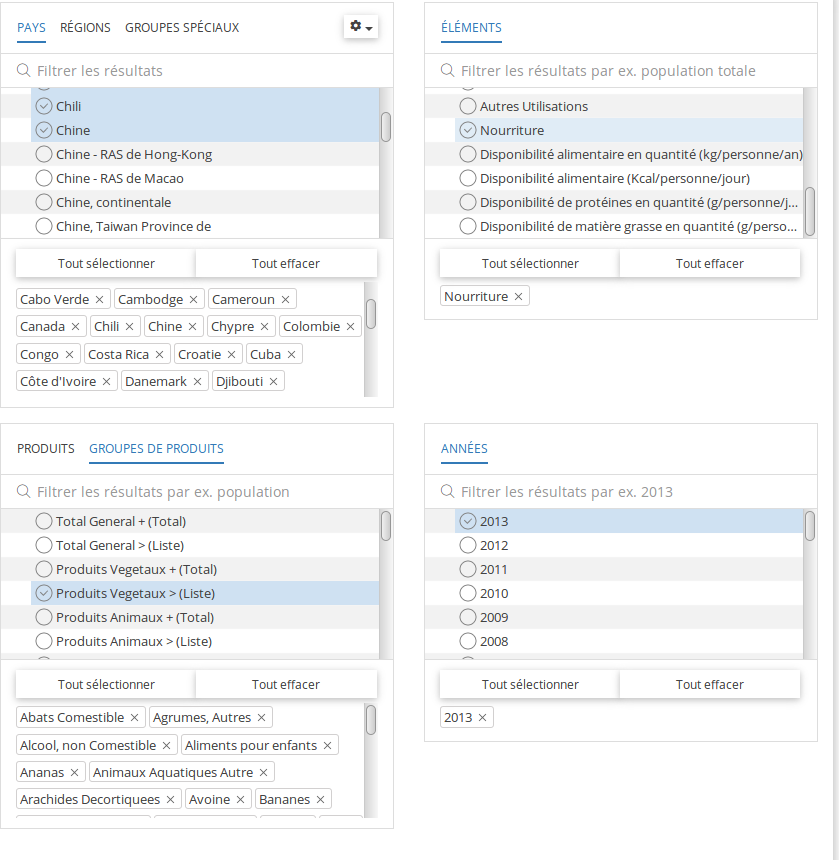 PAYS RÉGIONS GROUPES SPÉCIAUX
Filtrer les résultats
Chili
Chine
Chine - RAS de Hong-Kong
Chine - RAS de Macao
Chine, continentale
Chine, Taiwan Province de
Tout sélectionner Tout effacer
Cabo Verde × Cambodge × Cameroun ×
Canada × Chili × Chine × Chypre × Colombie ×
Congo × Costa Rica × Croatie × Cuba ×
Côte d'Ivoire × Danemark × Djibouti ×
ÉLÉMENTS
Filtrer les résultats par ex. population totale
Autres Utilisations
Nourriture
Disponibilité alimentaire en quantité (kg/personne/an)
Disponibilité alimentaire (Kcal/personne/jour)
Disponibilité de protéines en quantité (g/personne/j...
Disponibilité de matière grasse en quantité (g/perso...
Tout sélectionner Tout effacer
Nourriture ×
PRODUITS GROUPES DE PRODUITS
Filtrer les résultats par ex. population
Total General + (Total)
Total General > (Liste)
Produits Vegetaux + (Total)
Produits Vegetaux > (Liste)
Produits Animaux + (Total)
Produits Animaux > (Liste)
Tout sélectionner Tout effacer
Abats Comestible × Agrumes, Autres ×
Alcool, non Comestible × Aliments pour enfants ×
Ananas × Animaux Aquatiques Autre ×
Arachides Decortiquees × Avoine × Bananes ×
ANNÉES
Filtrer les résultats par ex. 2013
2013
2012
2011
2010
2009
2008
Tout sélectionner Tout effacer
2013 ×